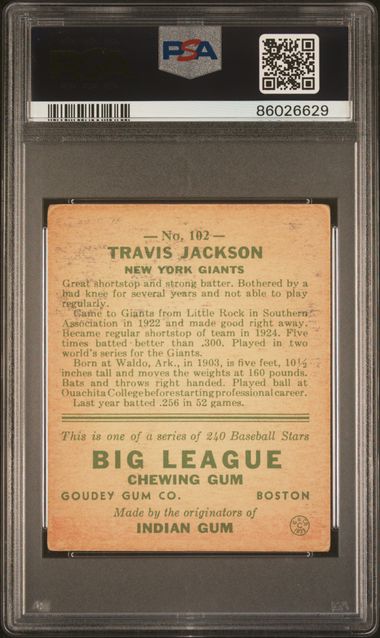 PSA
86026629
— No. 102 —
TRAVIS JACKSON
NEW YORK GIANTS
Great shortstop and strong batter. Bothered by a
bad knee for several years and not able to play
regularly.
Came to Giants from Little Rock in Southern
Association in 1922 and made good right away.
Became regular shortstop of team in 1924. Five
times batted better than .300. Played in two
world's series for the Giants.
Born at Waldo, Ark., in 1903, is five feet, 10½
inches tall and moves the weights at 160 pounds.
Bats and throws right handed. Played ball at
Ouachita College before starting professional career.
Last year batted .256 in 52 games.
This is one of a series of 240 Baseball Stars
BIG LEAGUE
CHEWING GUM
GOUDEY GUM CO. BOSTON
Made by the originators of
INDIAN GUM